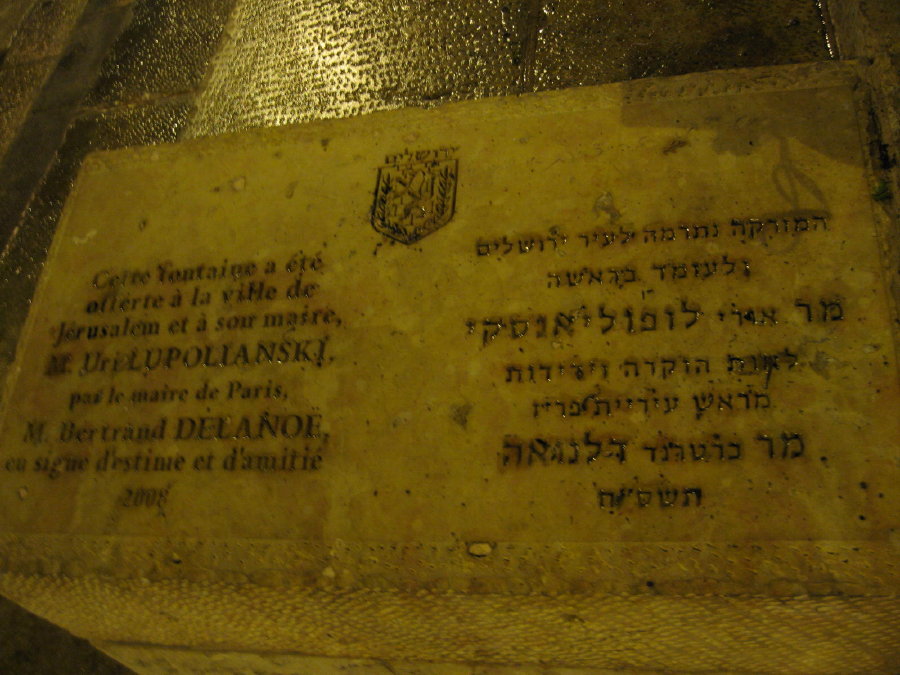 ירושלים
Cette fontaine a été
offerte à la ville de
Jérusalem et à son maire,
M. Uri LUPOLIANSKI,
par le maire de Paris,
M. Bertrand DELANOË,
en signe d'estime et d'amitié
2008
המזרקה נתרמה לעיר ירושלים
ולעומד בראשה
מר אורי לופוליאנסקי
לאות הוקרה וידידות
מראש עיריית פריז
מר ברטרנד דלנואה
תשס"ח